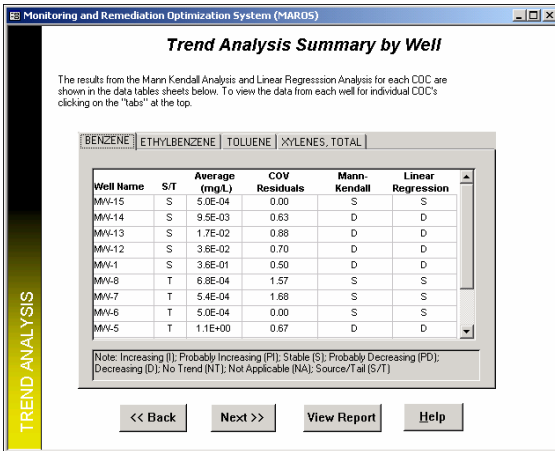 Monitoring and Remediation Optimization System (MAROS)
Trend Analysis Summary by Well
The results from the Mann Kendall Analysis and Linear Regresssion Analysis for each COC are
shown in the data tables sheets below. To view the data from each well for individual COC's
clicking on the "tabs" at the top.
BENZENE ETHYLBENZENE TOLUENE XYLENES, TOTAL
Well Name S/T Average (mg/L) COV Residuals Mann-Kendall Linear Regression
MW-15 S 5.0E-04 0.00 S S
MW-14 S 9.5E-03 0.63 D D
MW-13 S 1.7E-02 0.88 D D
MW-12 S 3.6E-02 0.70 D D
MW-1 S 3.6E-01 0.50 D D
MW-8 T 6.8E-04 1.57 S S
MW-7 T 5.4E-04 1.68 S S
MW-6 T 5.0E-04 0.00 S S
MW-5 T 1.1E+00 0.67 D D
Note: Increasing (I); Probably Increasing (PI); Stable (S); Probably Decreasing (PD);
Decreasing (D); No Trend (NT); Not Applicable (NA); Source/Tail (S/T)
TREND ANALYSIS
<< Back Next >> View Report Help